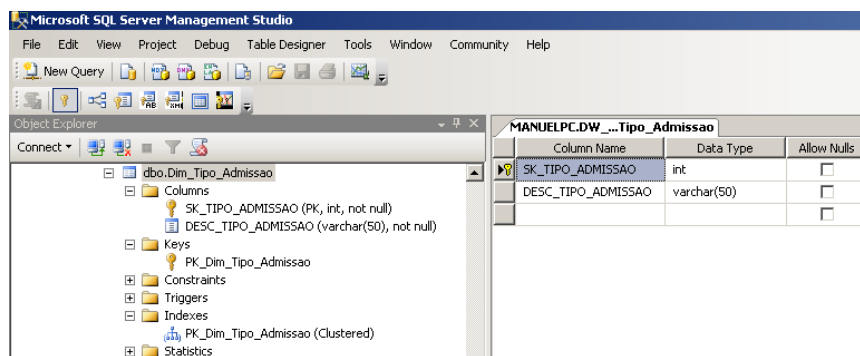 Microsoft SQL Server Management Studio
File Edit View Project Debug Table Designer Tools Window Community Help
New Query
Object Explorer
Connect
dbo.Dim_Tipo_Admissao
Columns
SK_TIPO_ADMISSAO (PK, int, not null)
DESC_TIPO_ADMISSAO (varchar(50), not null)
Keys
PK_Dim_Tipo_Admissao
Constraints
Triggers
Indexes
PK_Dim_Tipo_Admissao (Clustered)
Statistics
MANUELPC.DW_...Tipo_Admissao
Column Name Data Type Allow Nulls
SK_TIPO_ADMISSAO int
DESC_TIPO_ADMISSAO varchar(50)